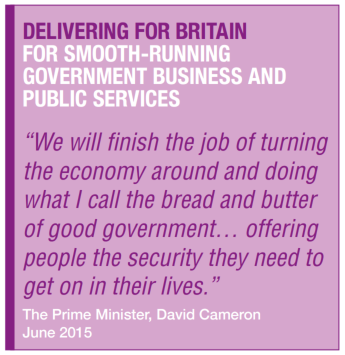 DELIVERING FOR BRITAIN
FOR SMOOTH-RUNNING
GOVERNMENT BUSINESS AND
PUBLIC SERVICES
“We will finish the job of turning
the economy around and doing
what I call the bread and butter
of good government… offering
people the security they need to
get on in their lives.”
The Prime Minister, David Cameron
June 2015